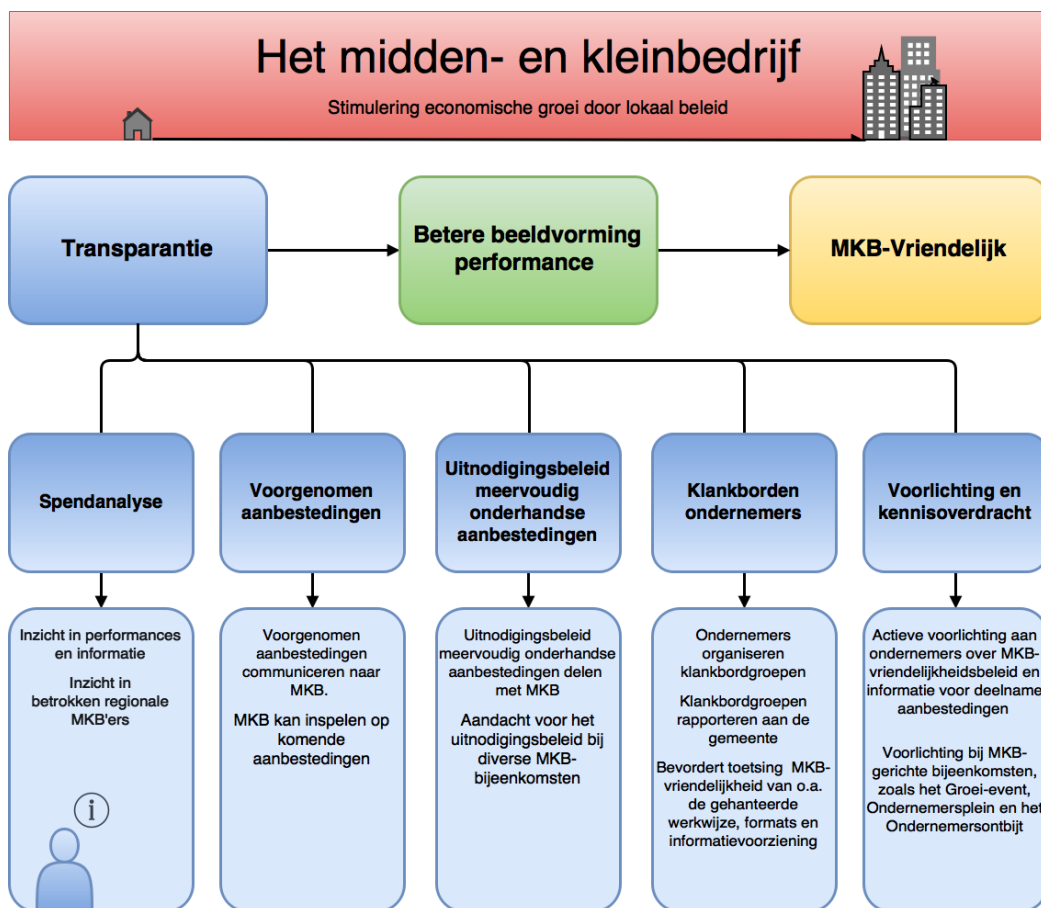 Het midden- en kleinbedrijf
Stimulering economische groei door lokaal beleid
Transparantie
Betere beeldvorming
performance
MKB-Vriendelijk
Spendanalyse
Voorgenomen
aanbestedingen
Uitnodigingsbeleid
meervoudig
onderhandse
aanbestedingen
Klankborden
ondernemers
Voorlichting en
kennisoverdracht
Inzicht in performances
en informatie
Inzicht in
betrokken regionale
MKB'ers
i
Voorgenomen
aanbestedingen
communiceren naar
MKB.
MKB kan inspelen op
komende
aanbestedingen
Uitnodigingsbeleid
meervoudig onderhandse
aanbestedingen delen
met MKB
Aandacht voor het
uitnodigingsbeleid bij
diverse MKB-
bijeenkomsten
Ondernemers
organiseren
klankbordgroepen
Klankbordgroepen
rapporteren aan de
gemeente
Bevordert toetsing MKB-
vriendelijkheid van o.a.
de gehanteerde
werkwijze, formats en
informatievoorziening
Actieve voorlichting aan
ondernemers over MKB-
vriendelijkheidsbeleid en
informatie voor deelname
aanbestedingen
Voorlichting bij MKB-
gerichte bijeenkomsten,
zoals het Groei-event,
Ondernemersplein en het
Ondernemersontbijt